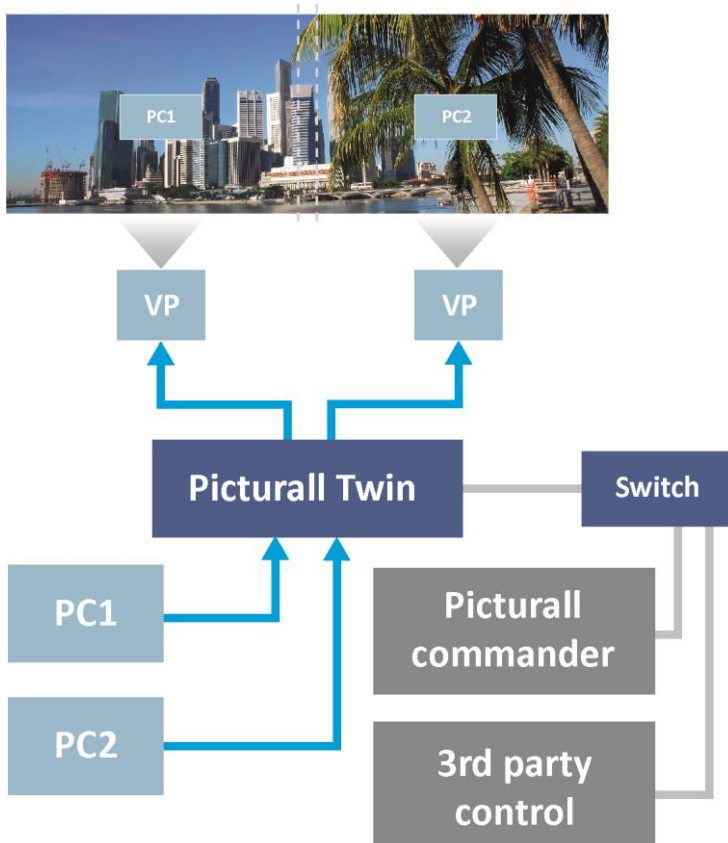 PC1
PC2
VP
VP
Picturall Twin
Switch
PC1
Picturall
commander
PC2
3rd party
control